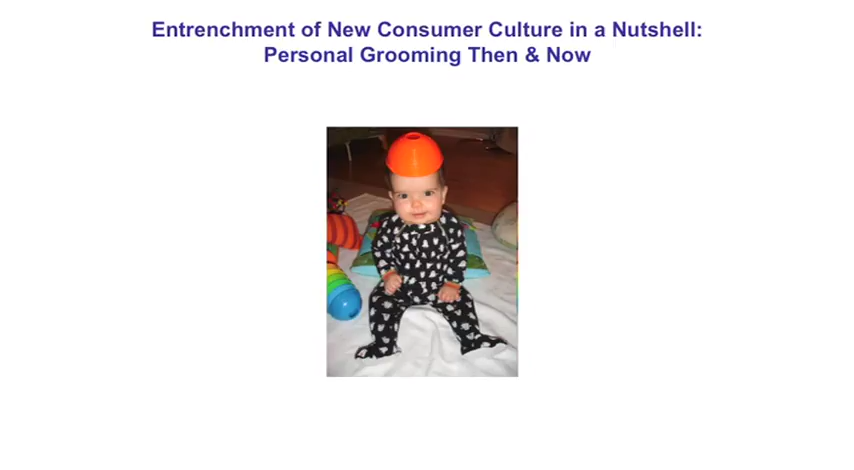 Entrenchment of New Consumer Culture in a Nutshell:
Personal Grooming Then & Now